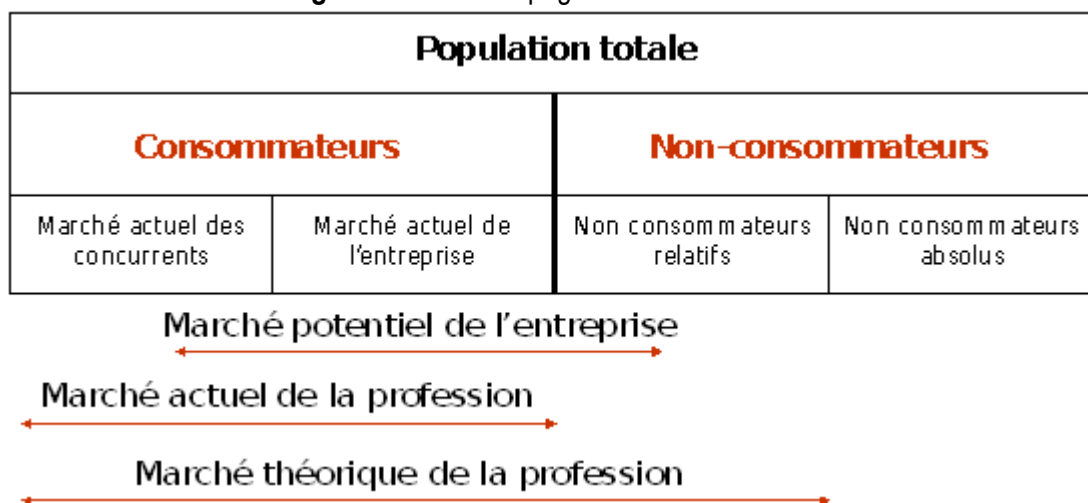 Population totale
Consommateurs
Non-consommateurs
Marché actuel des
concurrents
Marché actuel de
l'entreprise
Non consommateurs
relatifs
Non consommateurs
absolus
Marché potentiel de l'entreprise
Marché actuel de la profession
Marché théorique de la profession